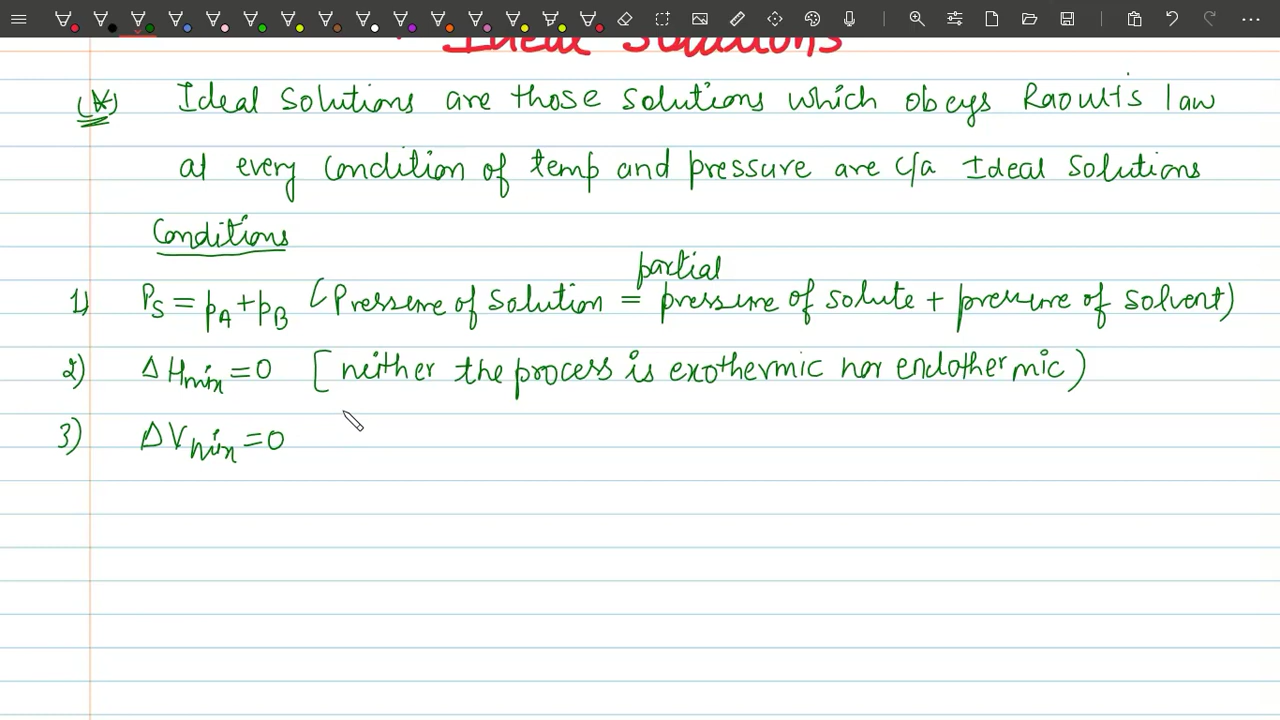 Ideal Solutions
(*) Ideal Solutions are those solutions which obeys Raoult's law
at every condition of temp and pressure are c/a Ideal Solutions
Conditions
partial
1) Ps = pA + pB (Pressure of solution = pressure of solute + pressure of solvent)
2) ΔHmix = 0 [neither the process is exothermic nor endothermic)
3) ΔVmix = 0